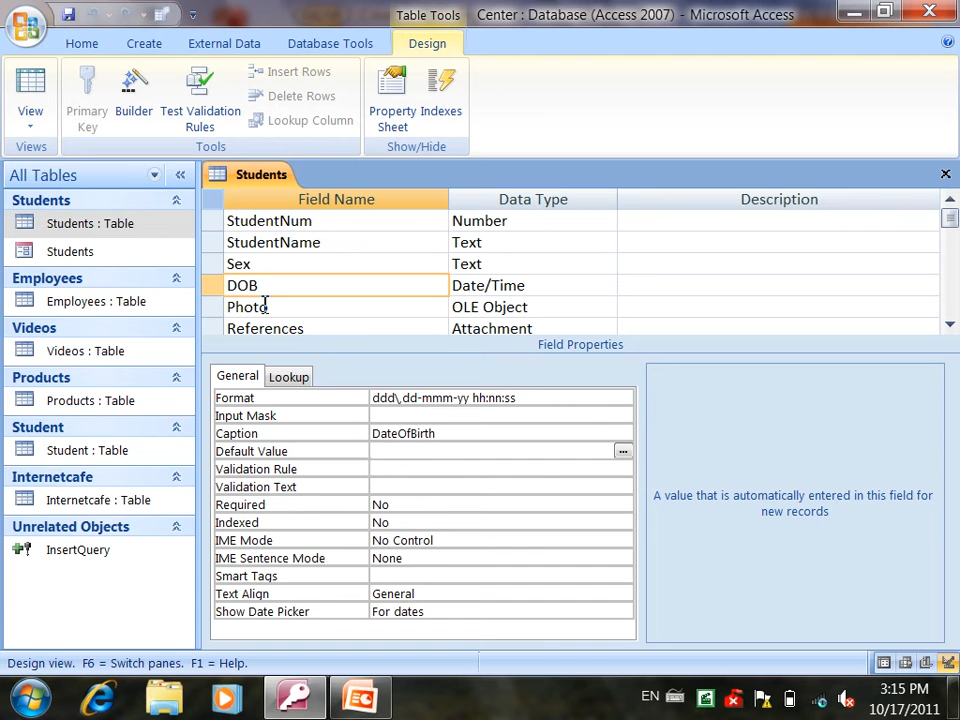 Table Tools
Center : Database (Access 2007) - Microsoft Access
Home
Create
External Data
Database Tools
Design
View
Primary Key
Builder
Test Validation Rules
Insert Rows
Delete Rows
Lookup Column
Property Sheet
Indexes
Views
Tools
Show/Hide
All Tables
Students
Students : Table
Students
Employees
Employees : Table
Videos
Videos : Table
Products
Products : Table
Student
Student : Table
Internetcafe
Internetcafe : Table
Unrelated Objects
InsertQuery
Students
Field Name Data Type Description
StudentNum Number
StudentName Text
Sex Text
DOB Date/Time
Photo OLE Object
References Attachment
Field Properties
General Lookup
Format ddd\,dd-mmm-yy hh:nn:ss
Input Mask
Caption DateOfBirth
Default Value
Validation Rule
Validation Text
Required No
Indexed No
IME Mode No Control
IME Sentence Mode None
Smart Tags
Text Align General
Show Date Picker For dates
A value that is automatically entered in this field for
new records
Design view. F6 = Switch panes. F1 = Help.
EN
3:15 PM
10/17/2011